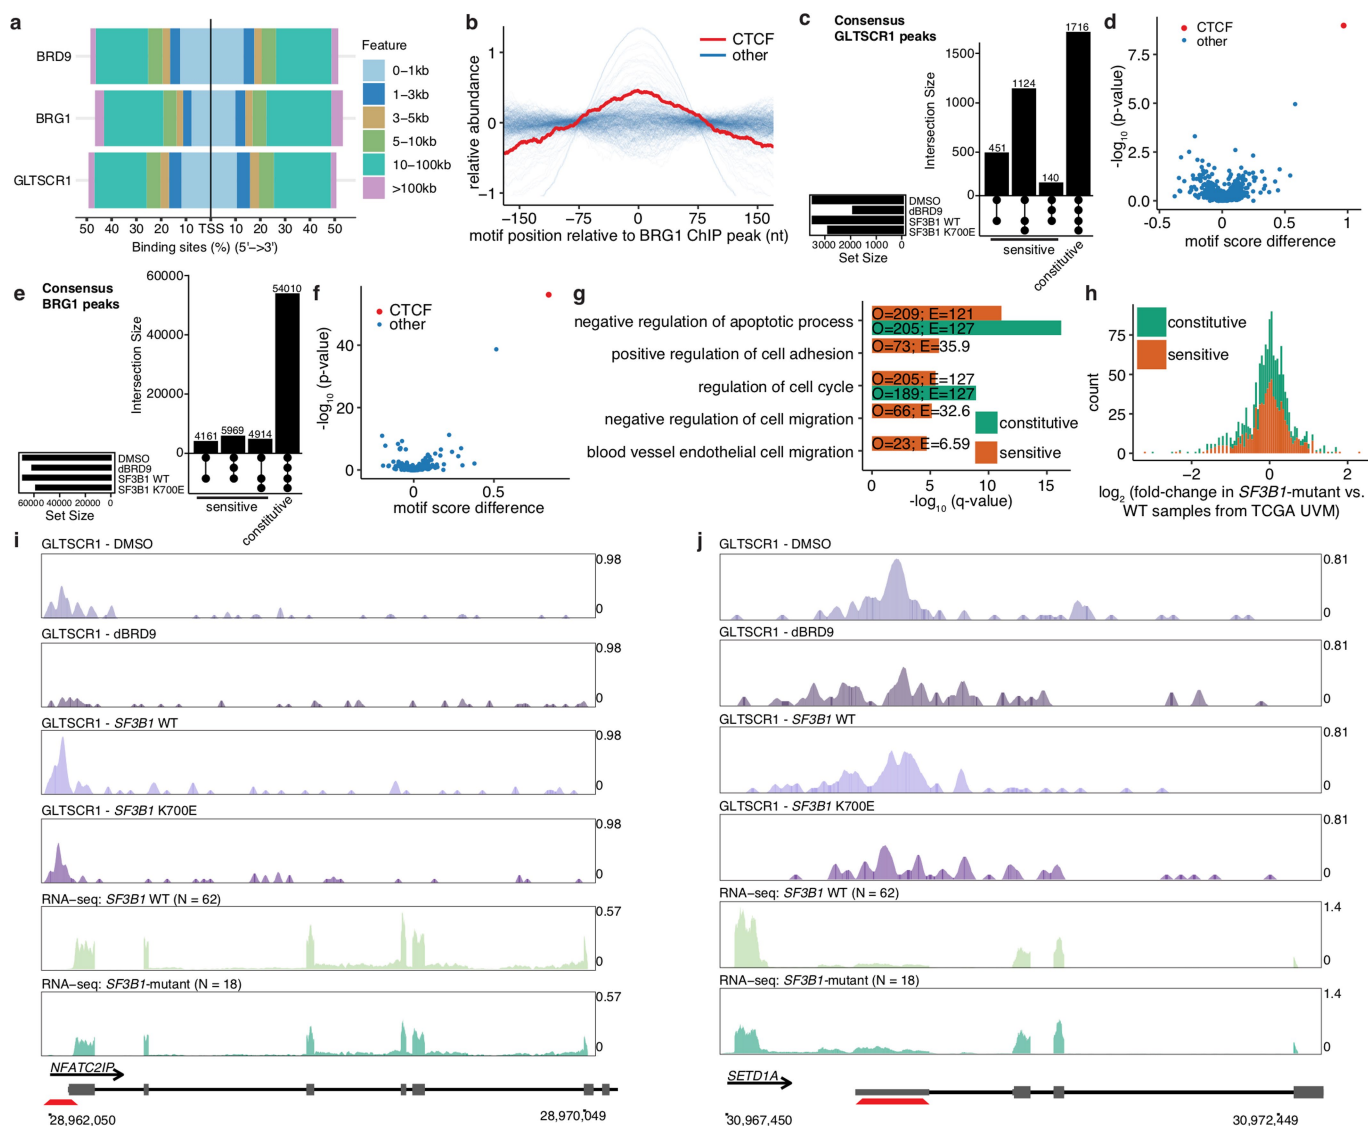 a
BRD9
BRG1
GLTSCR1
50 40 30 20 10 TSS 10 20 30 40 50
Binding sites (%) (5'−>3')
Feature
0−1kb
1−3kb
3−5kb
5−10kb
10−100kb
>100kb
b
relative abundance
1
0
−1
CTCF
other
−150 −75 0 75 150
motif position relative to BRG1 ChIP peak (nt)
c
Consensus
GLTSCR1 peaks
Intersection Size
1500
1000
500
0
451
1124
140
1716
DMSO
dBRD9
SF3B1 WT
SF3B1 K700E
3000 2000 1000 0
Set Size
sensitive
constitutive
d
CTCF
other
-log10 (p-value)
7.5
5.0
2.5
0.0
-0.5 0 0.5 1
motif score difference
e
Consensus
BRG1 peaks
Intersection Size
60000
40000
20000
0
4161
5969
4914
54010
DMSO
dBRD9
SF3B1 WT
SF3B1 K700E
60000 40000 20000 0
Set Size
sensitive
constitutive
f
CTCF
other
-log10 (p-value)
40
20
0
0 0.5
motif score difference
g
negative regulation of apoptotic process
O=209; E=121
O=205; E=127
positive regulation of cell adhesion
O=73; E=35.9
regulation of cell cycle
O=205; E=127
O=189; E=127
negative regulation of cell migration
O=66; E=32.6
blood vessel endothelial cell migration
O=23; E=6.59
constitutive
sensitive
0 5 10 15
-log10 (q-value)
h
constitutive
sensitive
count
75
50
25
0
−2 0 2
log2 (fold-change in SF3B1-mutant vs.
WT samples from TCGA UVM)
i
GLTSCR1 - DMSO
0.98
0
GLTSCR1 - dBRD9
0.98
0
GLTSCR1 - SF3B1 WT
0.98
0
GLTSCR1 - SF3B1 K700E
0.98
0
RNA−seq: SF3B1 WT (N = 62)
0.57
0
RNA−seq: SF3B1-mutant (N = 18)
0.57
0
NFATC2IP
28,962,050
28,970,049
j
GLTSCR1 - DMSO
0.81
0
GLTSCR1 - dBRD9
0.81
0
GLTSCR1 - SF3B1 WT
0.81
0
GLTSCR1 - SF3B1 K700E
0.81
0
RNA−seq: SF3B1 WT (N = 62)
1.4
0
RNA−seq: SF3B1-mutant (N = 18)
1.4
0
SETD1A
30,967,450
30,972,449